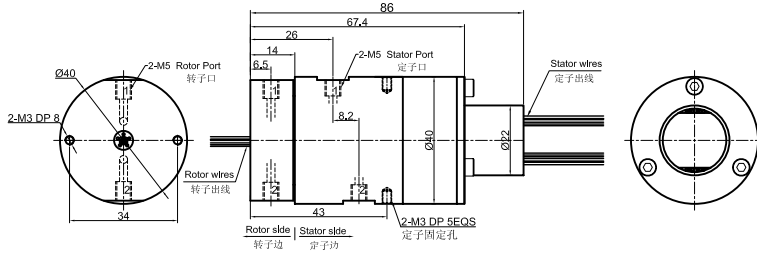 86
67.4
26
14
6.5
2-M5 Rotor Port
转子口
Ø40
2-M3 DP 8
1
2
34
2-M5 Stator Port
定子口
1
1
8.2
Ø40
Ø22
Stator wires
定子出线
Rotor wires
转子出线
2
2
43
2-M3 DP 5EQS
定子固定孔
Rotor side
转子边
Stator side
定子边